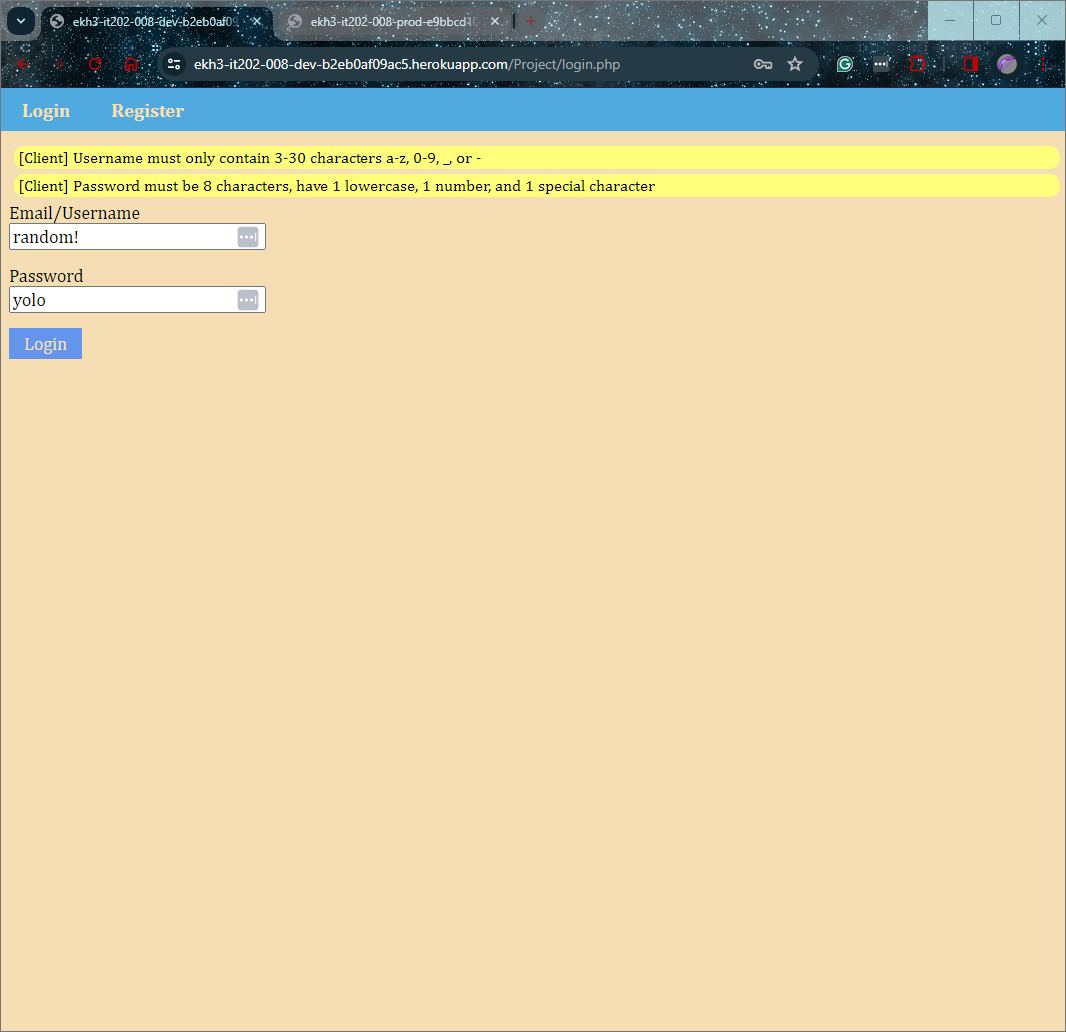 ekh3-it202-008-dev-b2eb0af09
ekh3-it202-008-prod-e9bbcd
ekh3-it202-008-dev-b2eb0af09ac5.herokuapp.com/Project/login.php
Login Register
[Client] Username must only contain 3-30 characters a-z, 0-9, _, or -
[Client] Password must be 8 characters, have 1 lowercase, 1 number, and 1 special character
Email/Username
random!
Password
yolo
Login